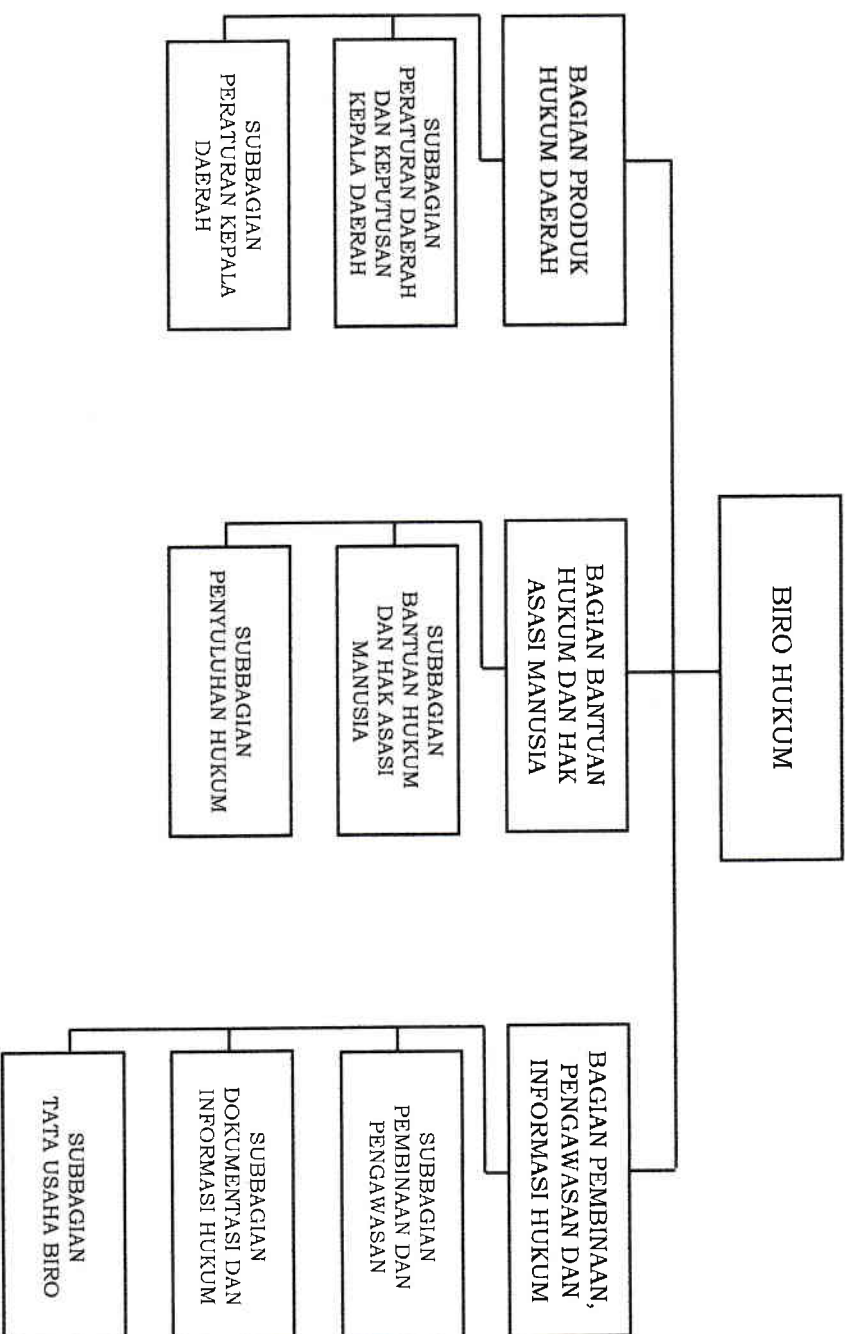 BIRO HUKUM
BAGIAN PRODUK
HUKUM DAERAH
SUBBAGIAN
PERATURAN DAERAH
DAN KEPUTUSAN
KEPALA DAERAH
SUBBAGIAN
PERATURAN KEPALA
DAERAH
BAGIAN BANTUAN
HUKUM DAN HAK
ASASI MANUSIA
SUBBAGIAN
BANTUAN HUKUM
DAN HAK ASASI
MANUSIA
SUBBAGIAN
PENYULUHAN HUKUM
BAGIAN PEMBINAAN,
PENGAWASAN DAN
INFORMASI HUKUM
SUBBAGIAN
PEMBINAAN DAN
PENGAWASAN
SUBBAGIAN
DOKUMENTASI DAN
INFORMASI HUKUM
SUBBAGIAN
TATA USAHA BIRO